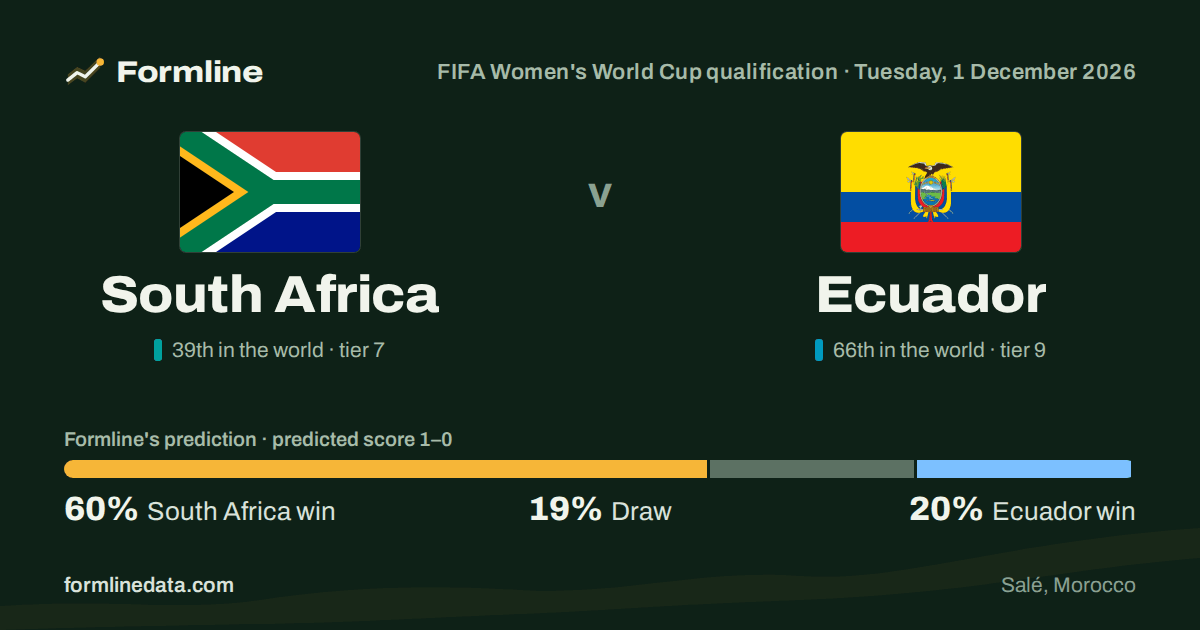 Formline
FIFA Women's World Cup qualification · Tuesday, 1 December 2026
v
South Africa
Ecuador
39th in the world · tier 7
66th in the world · tier 9
Formline's prediction · predicted score 1–0
60% South Africa win
19% Draw
20% Ecuador win
formlinedata.com
Salé, Morocco